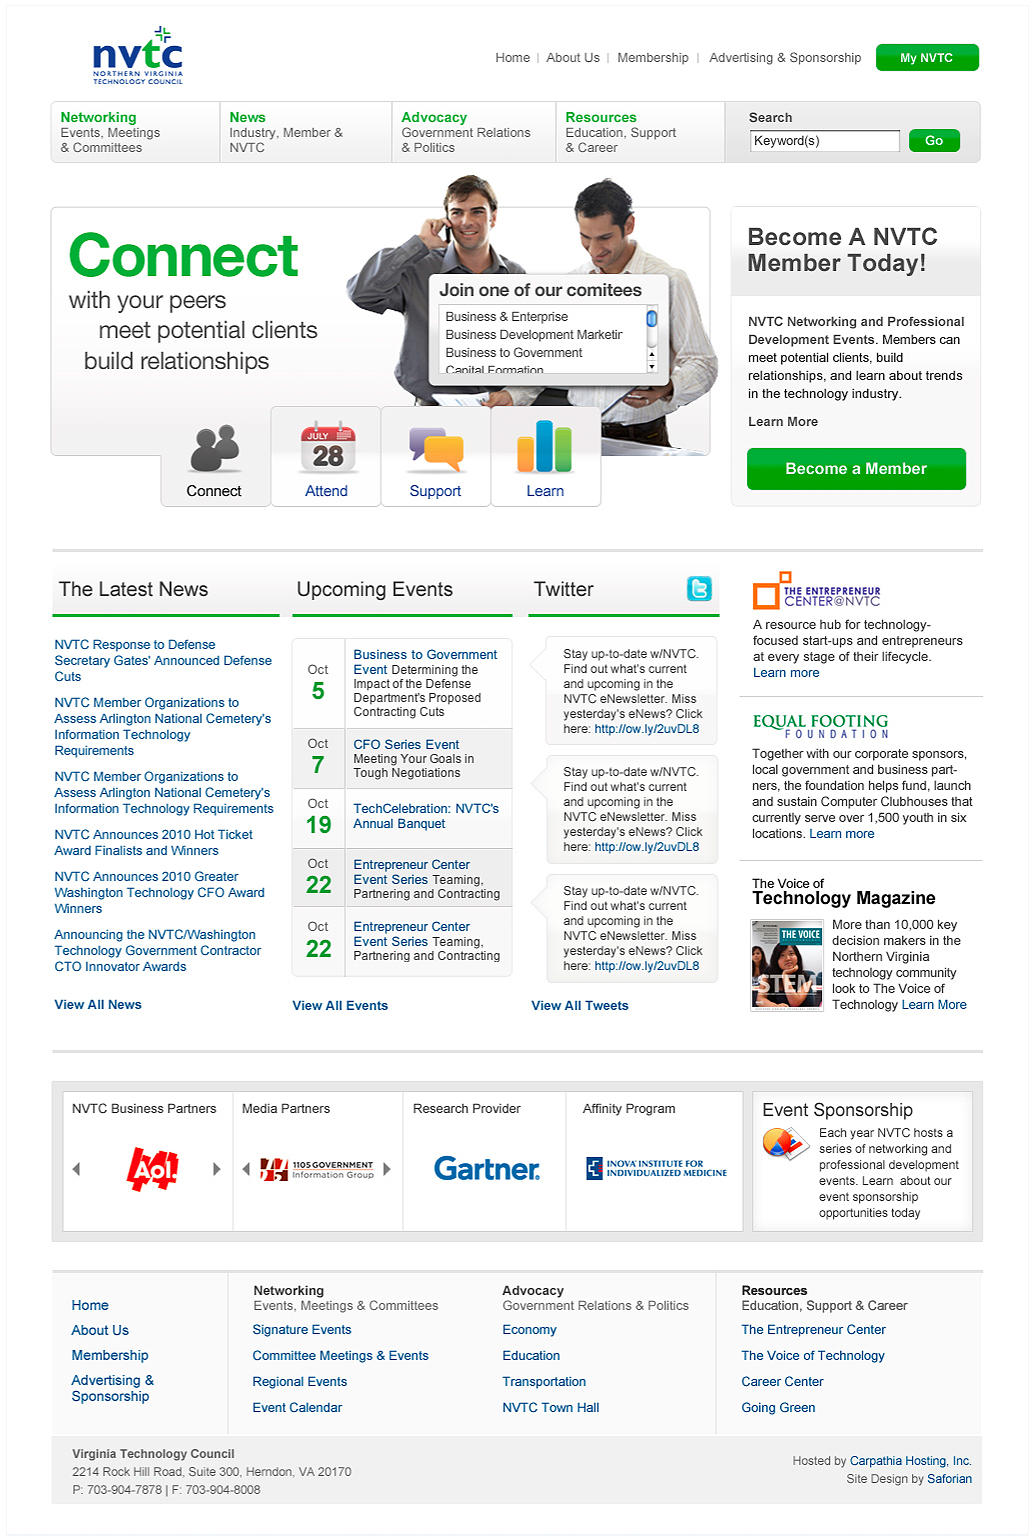 nvtc
NORTHERN VIRGINIA
TECHNOLOGY COUNCIL
Home | About Us | Membership | Advertising & Sponsorship
My NVTC
Networking
Events, Meetings
& Committees
News
Industry, Member &
NVTC
Advocacy
Government Relations
& Politics
Resources
Education, Support
& Career
Search
Keyword(s)
Go
Connect
with your peers
meet potential clients
build relationships
Join one of our comitees
Business & Enterprise
Business Development Marketin
Business to Government
Capital Formation
Connect
JULY
28
Attend
Support
Learn
Become A NVTC
Member Today!
NVTC Networking and Professional
Development Events. Members can
meet potential clients, build
relationships, and learn about trends
in the technology industry.
Learn More
Become a Member
The Latest News
NVTC Response to Defense
Secretary Gates' Announced Defense
Cuts
NVTC Member Organizations to
Assess Arlington National Cemetery's
Information Technology
Requirements
NVTC Member Organizations to
Assess Arlington National Cemetery's
Information Technology Requirements
NVTC Announces 2010 Hot Ticket
Award Finalists and Winners
NVTC Announces 2010 Greater
Washington Technology CFO Award
Winners
Announcing the NVTC/Washington
Technology Government Contractor
CTO Innovator Awards
View All News
Upcoming Events
Oct
5
Business to Government
Event Determining the
Impact of the Defense
Department's Proposed
Contracting Cuts
Oct
7
CFO Series Event
Meeting Your Goals in
Tough Negotiations
Oct
19
TechCelebration: NVTC's
Annual Banquet
Oct
22
Entrepreneur Center
Event Series Teaming,
Partnering and Contracting
Oct
22
Entrepreneur Center
Event Series Teaming,
Partnering and Contracting
View All Events
Twitter
Stay up-to-date w/NVTC.
Find out what's current
and upcoming in the
NVTC eNewsletter. Miss
yesterday's eNews? Click
here: http://ow.ly/2uvDL8
Stay up-to-date w/NVTC.
Find out what's current
and upcoming in the
NVTC eNewsletter. Miss
yesterday's eNews? Click
here: http://ow.ly/2uvDL8
Stay up-to-date w/NVTC.
Find out what's current
and upcoming in the
NVTC eNewsletter. Miss
yesterday's eNews? Click
here: http://ow.ly/2uvDL8
View All Tweets
THE ENTREPRENEUR
CENTER@NVTC
A resource hub for technology-
focused start-ups and entrepreneurs
at every stage of their lifecycle.
Learn more
EQUAL FOOTING
FOUNDATION
Together with our corporate sponsors,
local government and business part-
ners, the foundation helps fund, launch
and sustain Computer Clubhouses that
currently serve over 1,500 youth in six
locations. Learn more
The Voice of
Technology Magazine
THE VOICE
STEM
More than 10,000 key
decision makers in the
Northern Virginia
technology community
look to The Voice of
Technology Learn More
NVTC Business Partners
Aol.
Media Partners
1105 GOVERNMENT
Information Group
Research Provider
Gartner.
Affinity Program
INOVA INSTITUTE FOR
INDIVIDUALIZED MEDICINE
Event Sponsorship
Each year NVTC hosts a
series of networking and
professional development
events. Learn about our
event sponsorship
opportunities today
Home
About Us
Membership
Advertising &
Sponsorship
Networking
Events, Meetings & Committees
Signature Events
Committee Meetings & Events
Regional Events
Event Calendar
Advocacy
Government Relations & Politics
Economy
Education
Transportation
NVTC Town Hall
Resources
Education, Support & Career
The Entrepreneur Center
The Voice of Technology
Career Center
Going Green
Virginia Technology Council
2214 Rock Hill Road, Suite 300, Herndon, VA 20170
P: 703-904-7878 | F: 703-904-8008
Hosted by Carpathia Hosting, Inc.
Site Design by Saforian